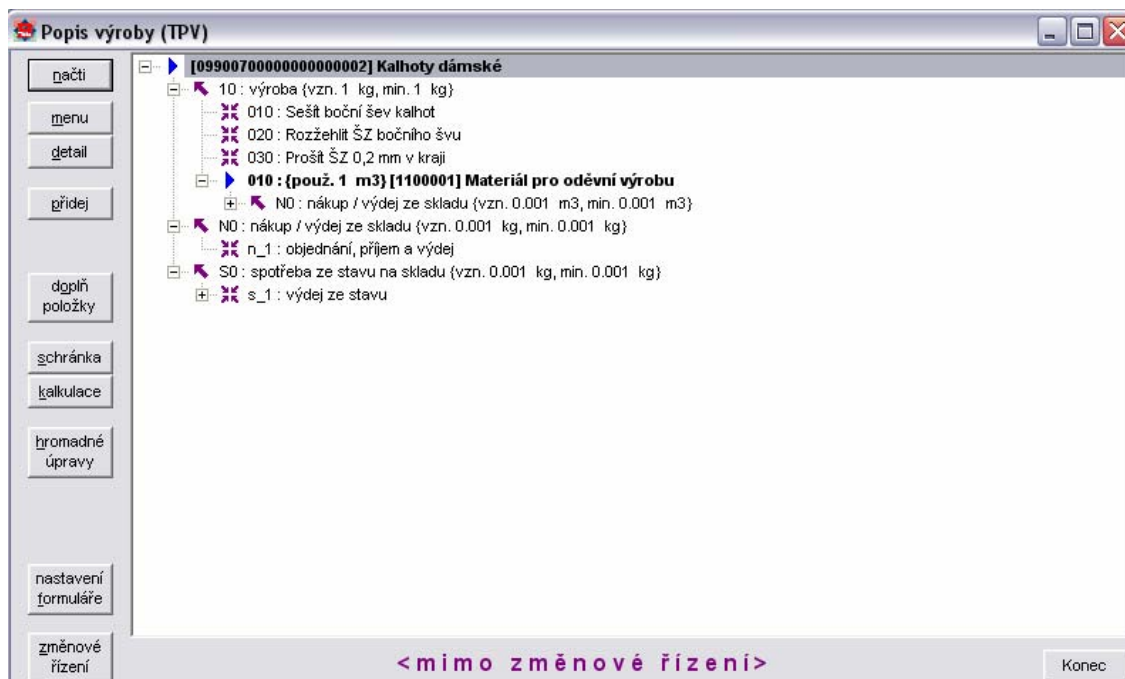 Popis výroby (TPV)
načti
menu
detail
přidej
doplň
položky
schránka
kalkulace
hromadné
úpravy
nastavení
formuláře
změnové
řízení
[09900700000000000002] Kalhoty dámské
10 : výroba {vzn. 1 kg, min. 1 kg}
010 : Sešít boční šev kalhot
020 : Rozžehlit ŠZ bočního švu
030 : Prošít ŠZ 0,2 mm v kraji
010 : {použ. 1 m3} [1100001] Materiál pro oděvní výrobu
N0 : nákup / výdej ze skladu {vzn. 0.001 m3, min. 0.001 m3}
N0 : nákup / výdej ze skladu {vzn. 0.001 kg, min. 0.001 kg}
n_1 : objednání, příjem a výdej
S0 : spotřeba ze stavu na skladu {vzn. 0.001 kg, min. 0.001 kg}
s_1 : výdej ze stavu
<mimo změnové řízení>
Konec